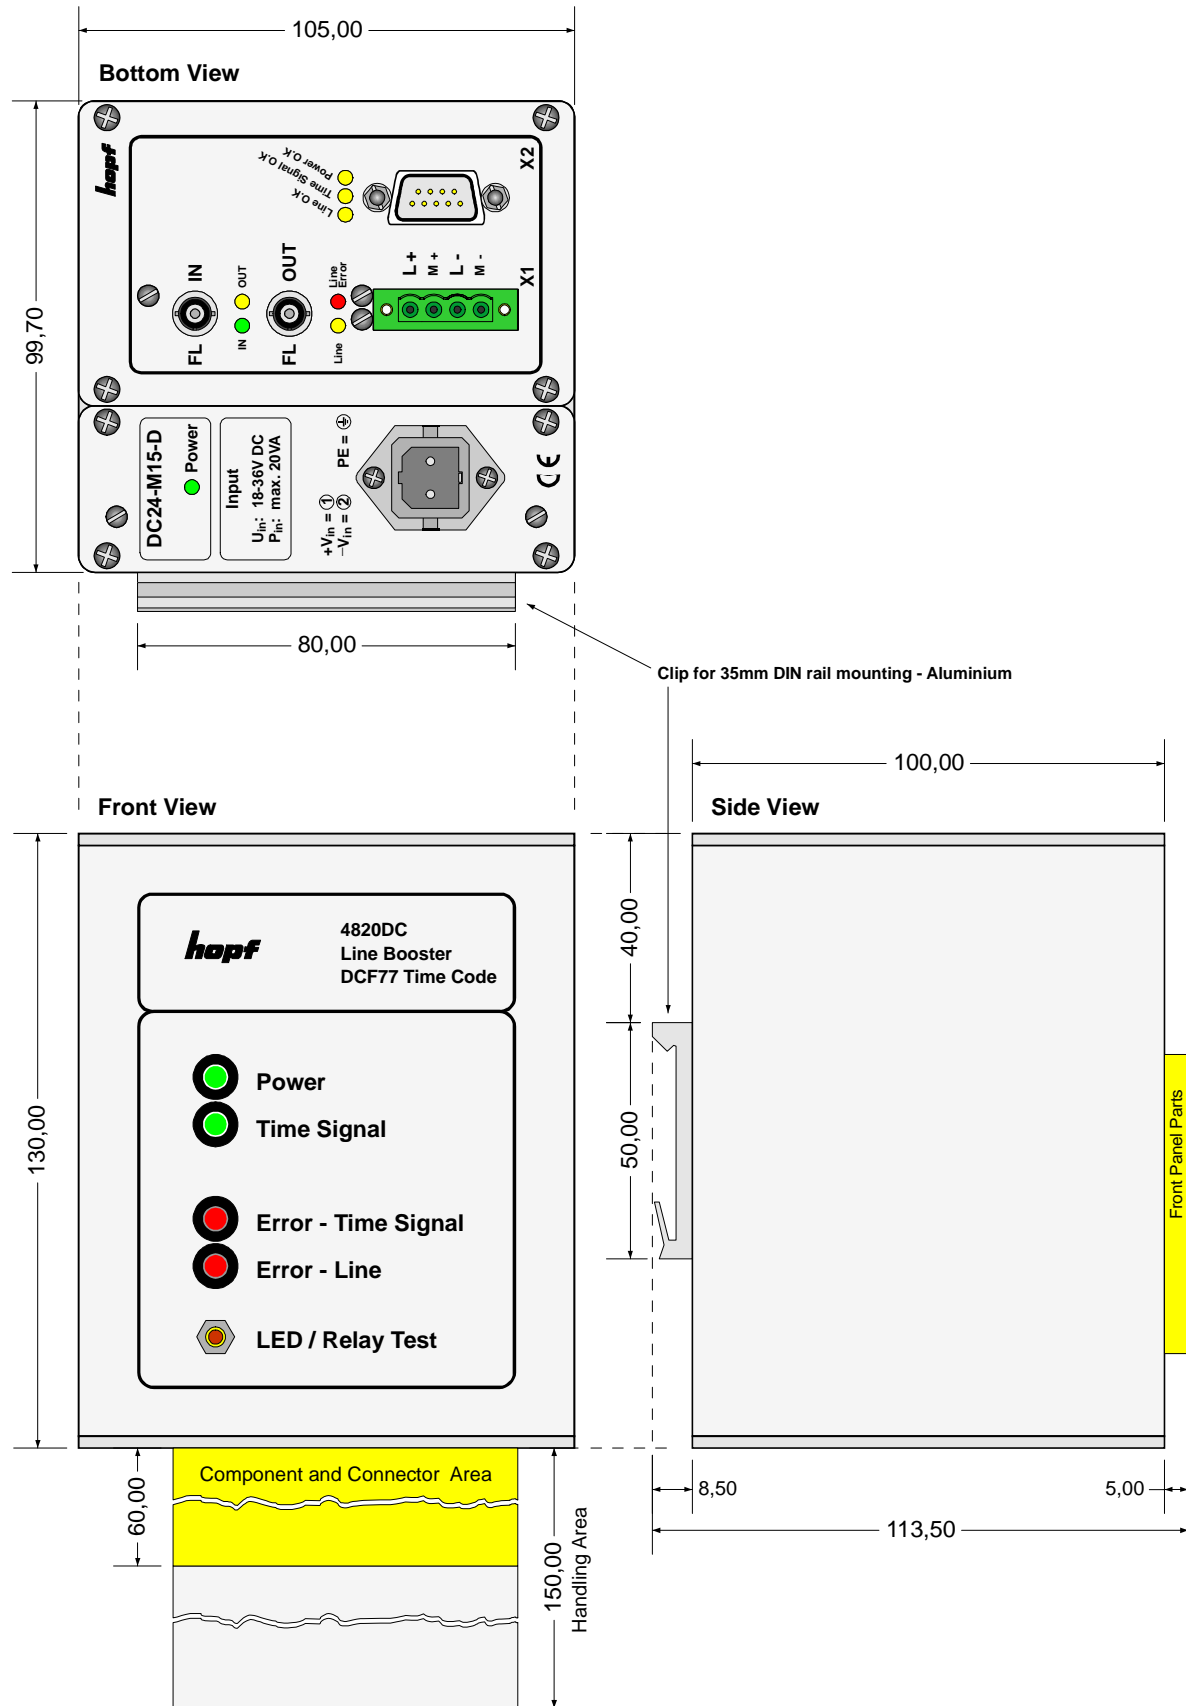 105,00
Bottom View
99,70
hopf
Power O.K
Time Signal O.K
Line O.K
X2
FL IN
IN OUT
FL OUT
Line Line Error
L+
M +
L -
M -
X1
DC24-M15-D
Power
Input
Uin: 18-36V DC
Pin: max. 20VA
+Vin = 1
–Vin = 2
PE =
CE
80,00
Clip for 35mm DIN rail mounting - Aluminium
100,00
Front View
Side View
130,00
hopf
4820DC
Line Booster
DCF77 Time Code
Power
Time Signal
Error - Time Signal
Error - Line
LED / Relay Test
40,00
50,00
Front Panel Parts
Component and Connector Area
60,00
150,00
Handling Area
8,50
5,00
113,50